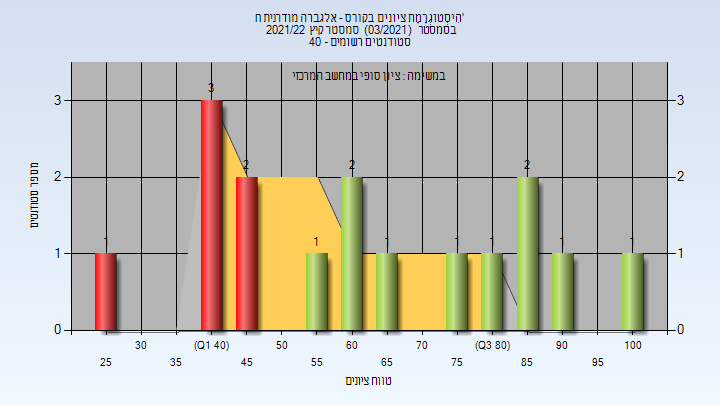 היסטוגרמת ציונים בקורס - אלגברה מודרנית ח'
בסמסטר (03/2021) סמסטר קיץ 2021/22
סטודנטים רשומים - 40
במשימה : ציון סופי במחשב המרכזי
3 3 3
2 2 2 2 2
1 1 1 1 1 1 1 1 1
0 0
מספר סטודנטים
30 (Q1 40) 50 60 70 (Q3 80) 90 100
25 35 45 55 65 75 85 95
טווח ציונים